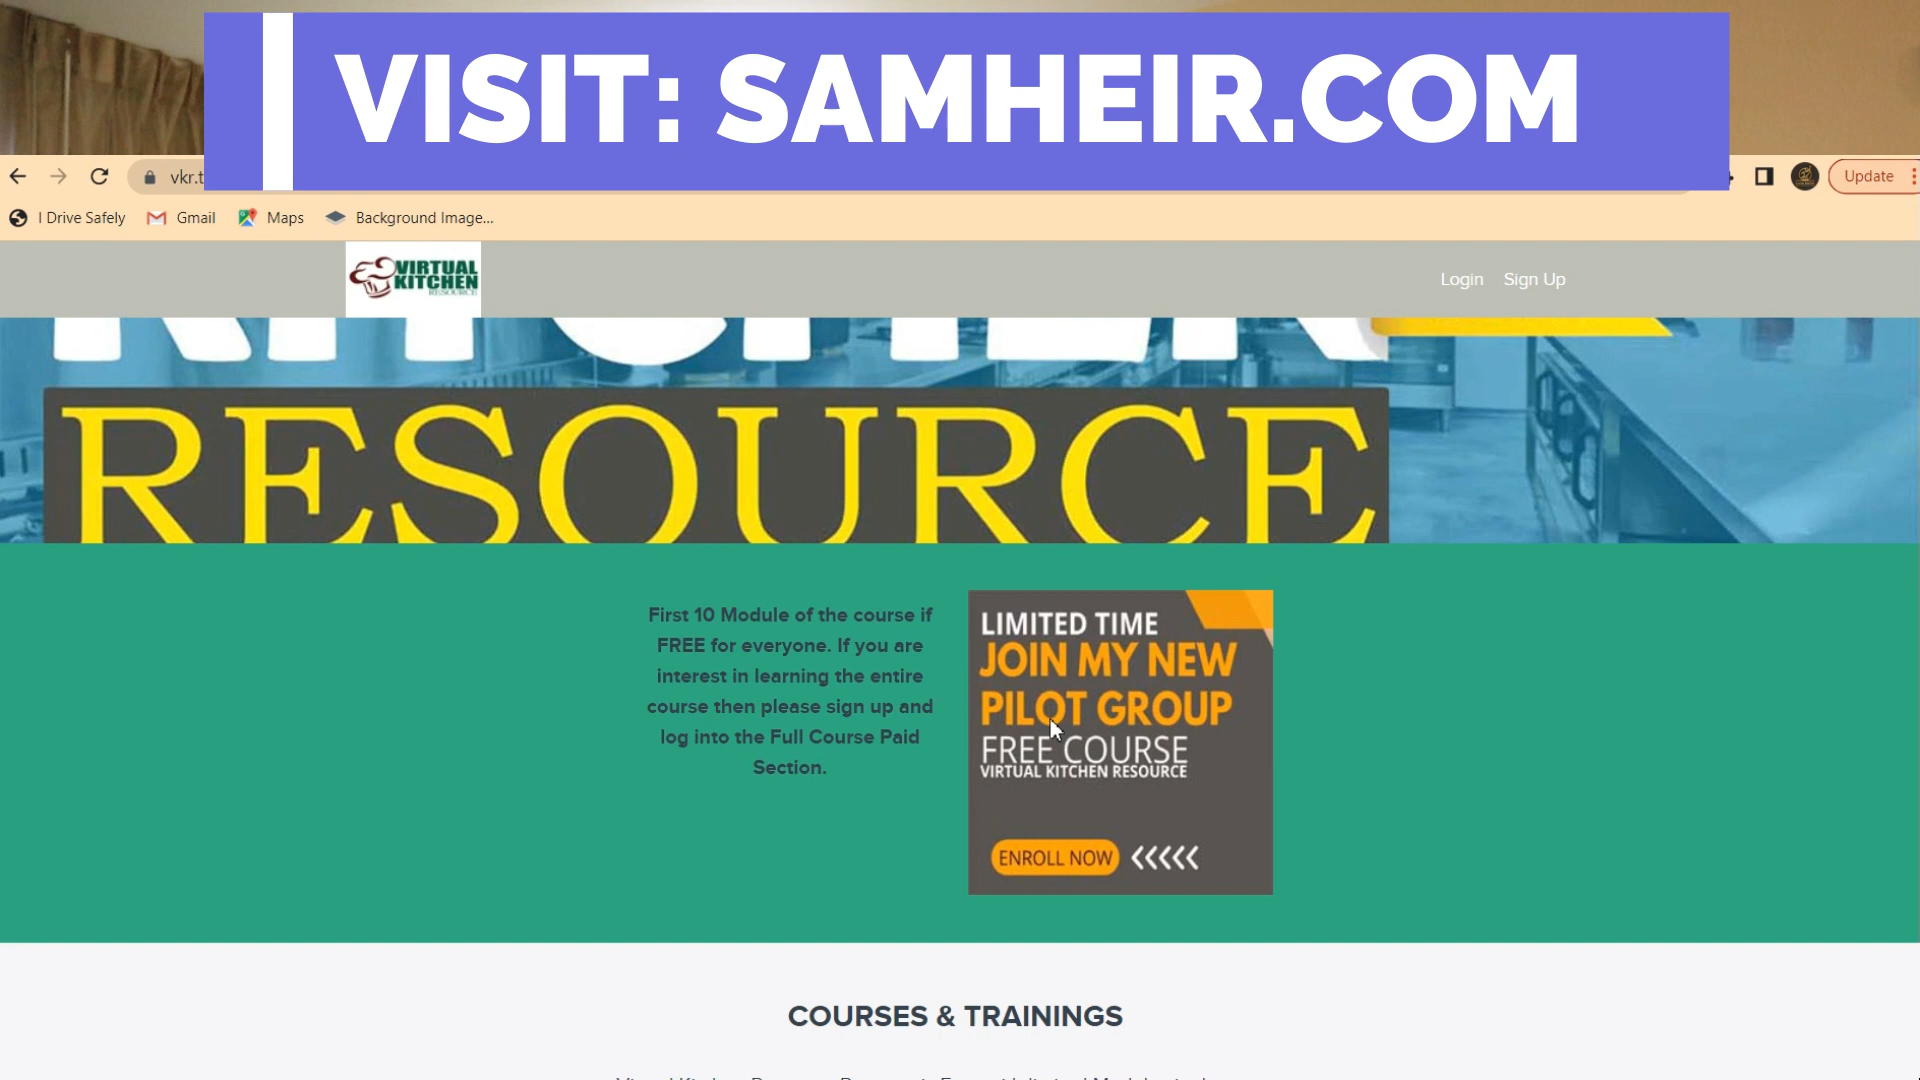 VISIT: SAMHEIR.COM
vkr.t
Update
I Drive Safely
Gmail
Maps
Background Image...
VIRTUAL
KITCHEN
RESOURCE
Login
Sign Up
KITCHEN
RESOURCE
First 10 Module of the course if
FREE for everyone. If you are
interest in learning the entire
course then please sign up and
log into the Full Course Paid
Section.
LIMITED TIME
JOIN MY NEW
PILOT GROUP
FREE COURSE
VIRTUAL KITCHEN RESOURCE
ENROLL NOW
COURSES & TRAININGS